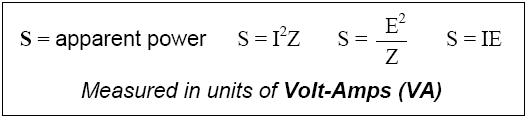 S = apparent power S = I²Z S = E²/Z S = IE
Measured in units of Volt-Amps (VA)